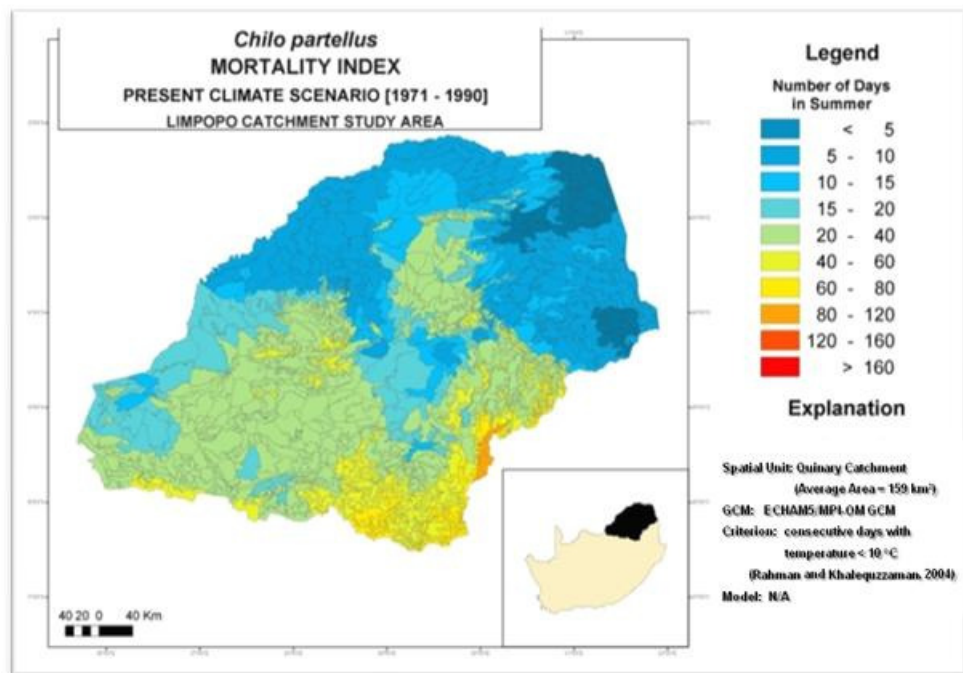 Chilo partellus
MORTALITY INDEX
PRESENT CLIMATE SCENARIO [1971 - 1990]
LIMPOPO CATCHMENT STUDY AREA
Legend
Number of Days
in Summer
< 5
5 - 10
10 - 15
15 - 20
20 - 40
40 - 60
60 - 80
80 - 120
120 - 160
> 160
Explanation
Spatial Unit: Quinary Catchment
(Average Area = 159 km²)
GCM: ECHAM5/MPI-OM GCM
Criterion: consecutive days with
temperature < 10 °C
(Rahman and Khalequzzaman, 2004)
Model: N/A
40 20 0 40 Km